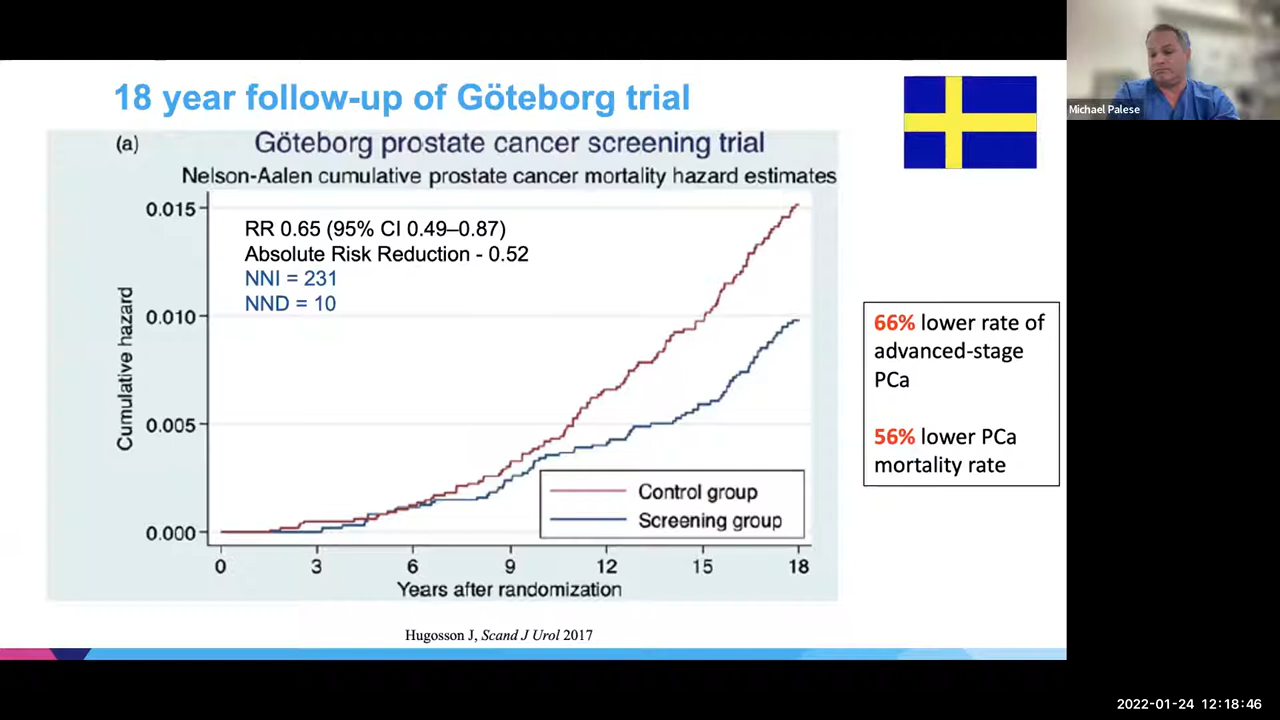 18 year follow-up of Göteborg trial
Michael Palese
(a)
Göteborg prostate cancer screening trial
Nelson-Aalen cumulative prostate cancer mortality hazard estimates
RR 0.65 (95% CI 0.49–0.87)
Absolute Risk Reduction - 0.52
NNI = 231
NND = 10
Cumulative hazard
0.015
0.010
0.005
0.000
Control group
Screening group
0 3 6 9 12 15 18
Years after randomization
66% lower rate of
advanced-stage
PCa
56% lower PCa
mortality rate
Hugosson J, Scand J Urol 2017
2022-01-24 12:18:46